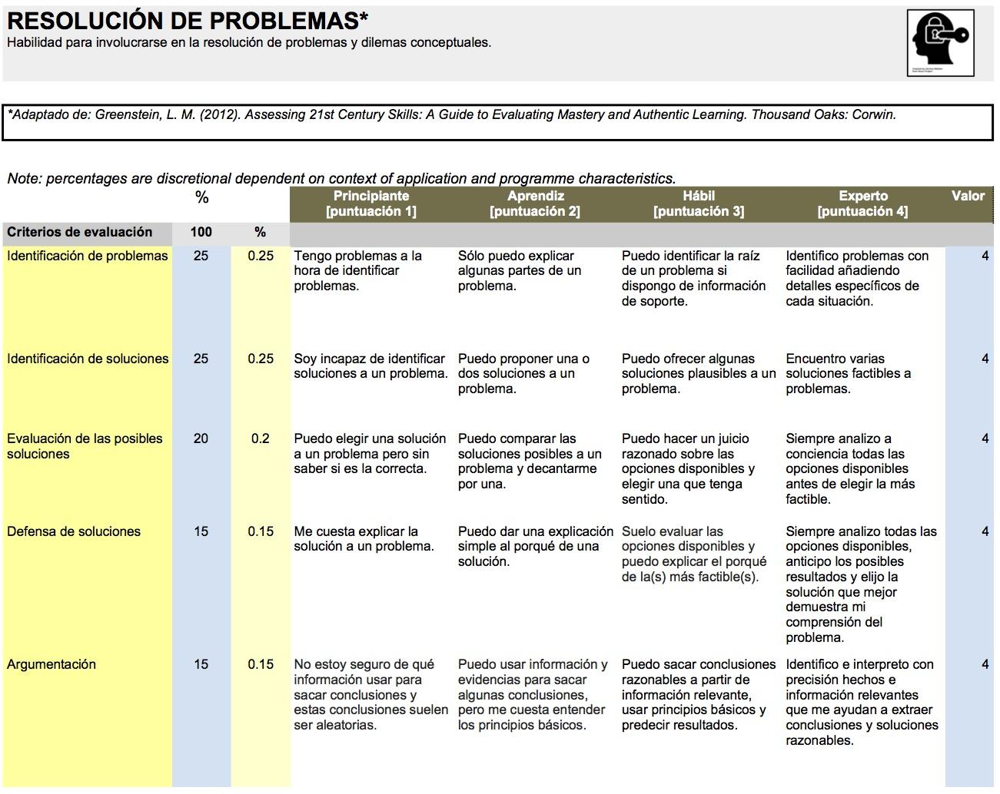 RESOLUCIÓN DE PROBLEMAS*
Habilidad para involucrarse en la resolución de problemas y dilemas conceptuales.
*Adaptado de: Greenstein, L. M. (2012). Assessing 21st Century Skills: A Guide to Evaluating Mastery and Authentic Learning. Thousand Oaks: Corwin.
Note: percentages are discretional dependent on context of application and programme characteristics.
%
Principiante
[puntuación 1]
Aprendiz
[puntuación 2]
Hábil
[puntuación 3]
Experto
[puntuación 4]
Valor
Criterios de evaluación
100
%
Identificación de problemas
25
0.25
Tengo problemas a la
hora de identificar
problemas.
Sólo puedo explicar
algunas partes de un
problema.
Puedo identificar la raíz
de un problema si
dispongo de información
de soporte.
Identifico problemas con
facilidad añadiendo
detalles específicos de
cada situación.
4
Identificación de soluciones
25
0.25
Soy incapaz de identificar
soluciones a un problema.
Puedo proponer una o
dos soluciones a un
problema.
Puedo ofrecer algunas
soluciones plausibles a un
problema.
Encuentro varias
soluciones factibles a
problemas.
4
Evaluación de las posibles
soluciones
20
0.2
Puedo elegir una solución
a un problema pero sin
saber si es la correcta.
Puedo comparar las
soluciones posibles a un
problema y decantarme
por una.
Puedo hacer un juicio
razonado sobre las
opciones disponibles y
elegir una que tenga
sentido.
Siempre analizo a
conciencia todas las
opciones disponibles
antes de elegir la más
factible.
4
Defensa de soluciones
15
0.15
Me cuesta explicar la
solución a un problema.
Puedo dar una explicación
simple al porqué de una
solución.
Suelo evaluar las
opciones disponibles y
puedo explicar el porqué
de la(s) más factible(s).
Siempre analizo todas las
opciones disponibles,
anticipo los posibles
resultados y elijo la
solución que mejor
demuestra mi
comprensión del
problema.
4
Argumentación
15
0.15
No estoy seguro de qué
información usar para
sacar conclusiones y
estas conclusiones suelen
ser aleatorias.
Puedo usar información y
evidencias para sacar
algunas conclusiones,
pero me cuesta entender
los principios básicos.
Puedo sacar conclusiones
razonables a partir de
información relevante,
usar principios básicos y
predecir resultados.
Identifico e interpreto con
precisión hechos e
información relevantes
que me ayudan a extraer
conclusiones y soluciones
razonables.
4